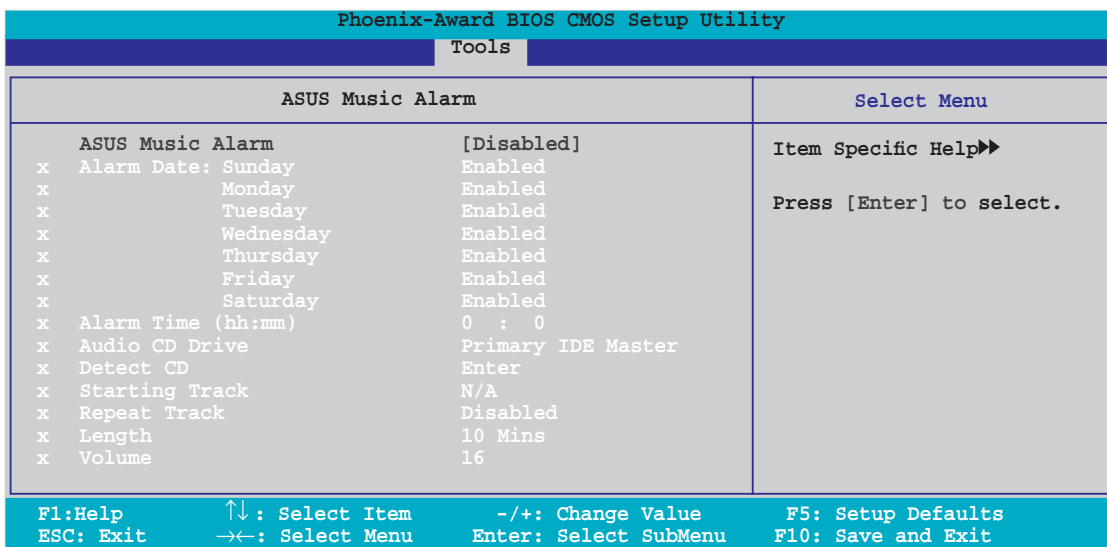 Phoenix-Award BIOS CMOS Setup Utility
Tools
ASUS Music Alarm
Select Menu
ASUS Music Alarm [Disabled]
x Alarm Date: Sunday Enabled
x Monday Enabled
x Tuesday Enabled
x Wednesday Enabled
x Thursday Enabled
x Friday Enabled
x Saturday Enabled
x Alarm Time (hh:mm) 0 : 0
x Audio CD Drive Primary IDE Master
x Detect CD Enter
x Starting Track N/A
x Repeat Track Disabled
x Length 10 Mins
x Volume 16
Item Specific Help▶▶
Press [Enter] to select.
F1:Help ↑↓: Select Item -/+: Change Value F5: Setup Defaults
ESC: Exit →←: Select Menu Enter: Select SubMenu F10: Save and Exit